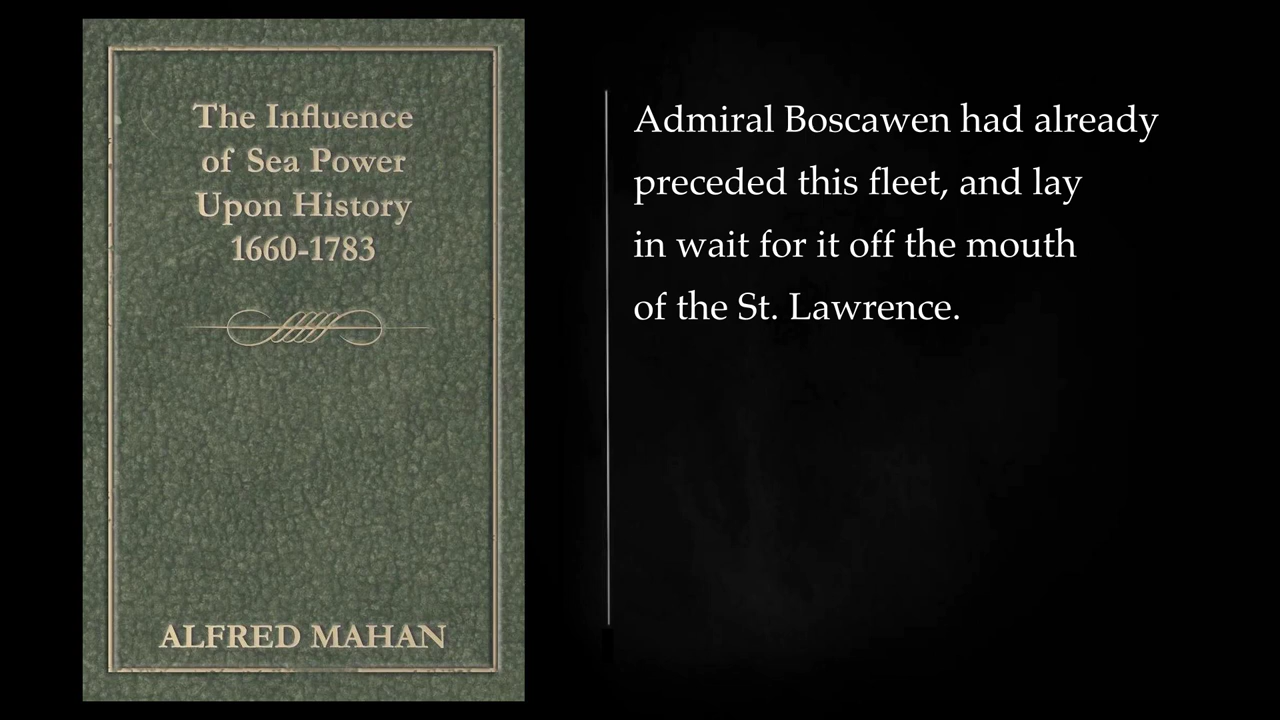 The Influence
of Sea Power
Upon History
1660-1783
ALFRED MAHAN
Admiral Boscawen had already
preceded this fleet, and lay
in wait for it off the mouth
of the St. Lawrence.